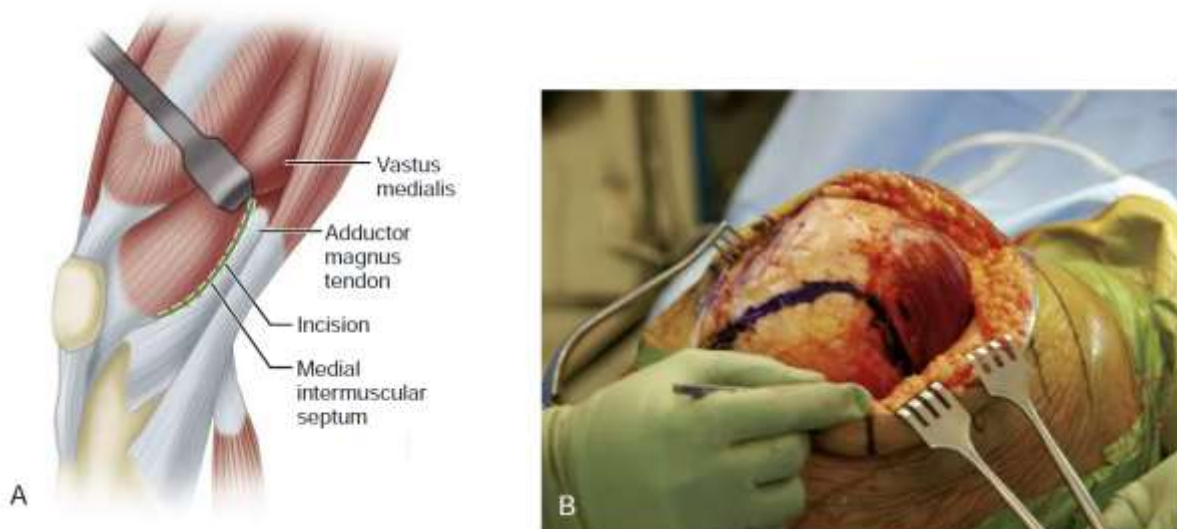 Vastus
medialis
Adductor
magnus
tendon
Incision
Medial
intermuscular
septum
A
B